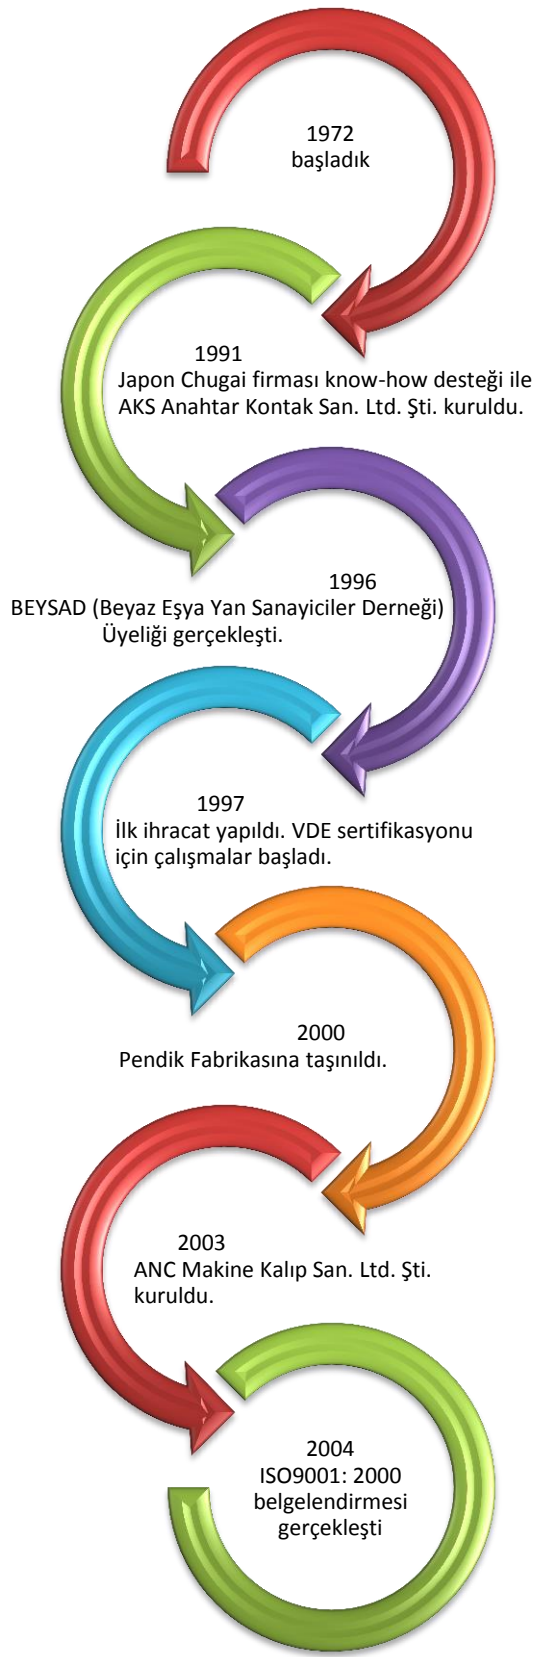 1972
başladık
1991
Japon Chugai firması know-how desteği ile
AKS Anahtar Kontak San. Ltd. Şti. kuruldu.
1996
BEYSAD (Beyaz Eşya Yan Sanayiciler Derneği)
Üyeliği gerçekleşti.
1997
İlk ihracat yapıldı. VDE sertifikasyonu
için çalışmalar başladı.
2000
Pendik Fabrikasına taşınıldı.
2003
ANC Makine Kalıp San. Ltd. Şti.
kuruldu.
2004
ISO9001: 2000
belgelendirmesi
gerçekleşti